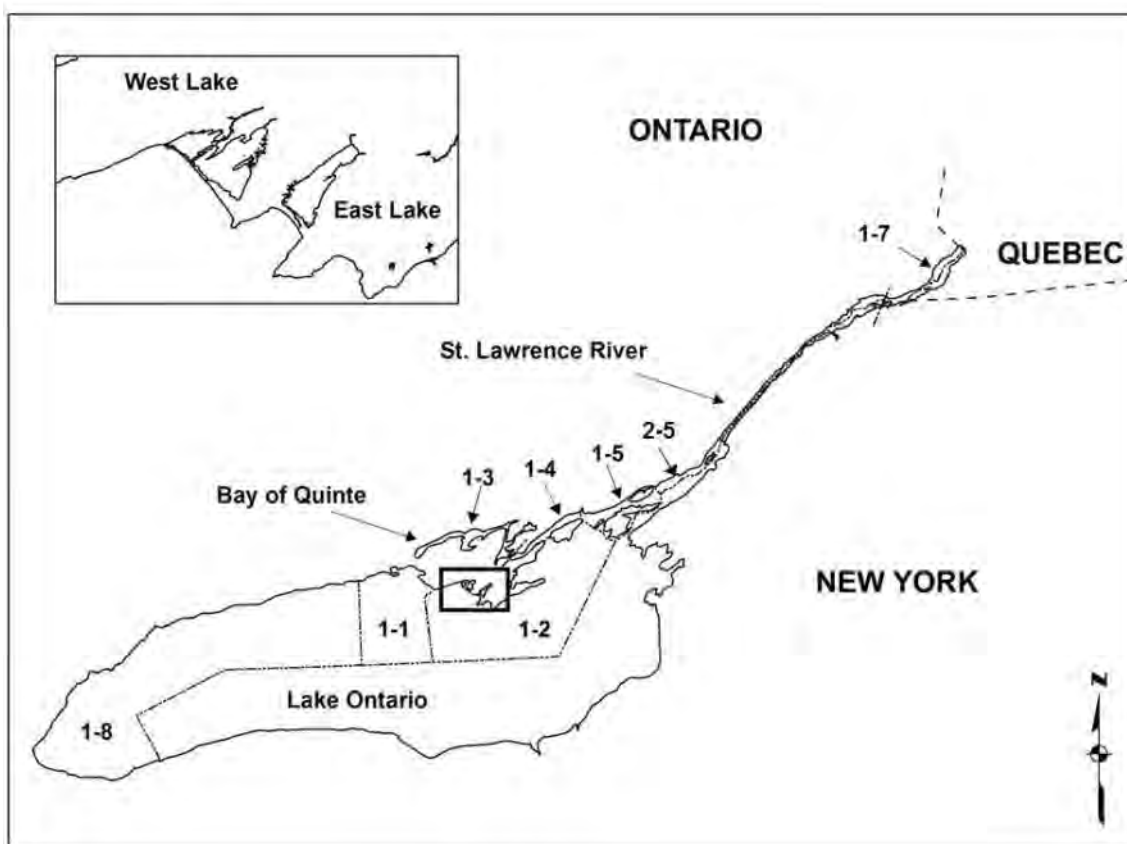 West Lake
East Lake
ONTARIO
QUEBEC
1-7
St. Lawrence River
2-5
1-5
1-4
1-3
Bay of Quinte
NEW YORK
1-1
1-2
Lake Ontario
1-8
N